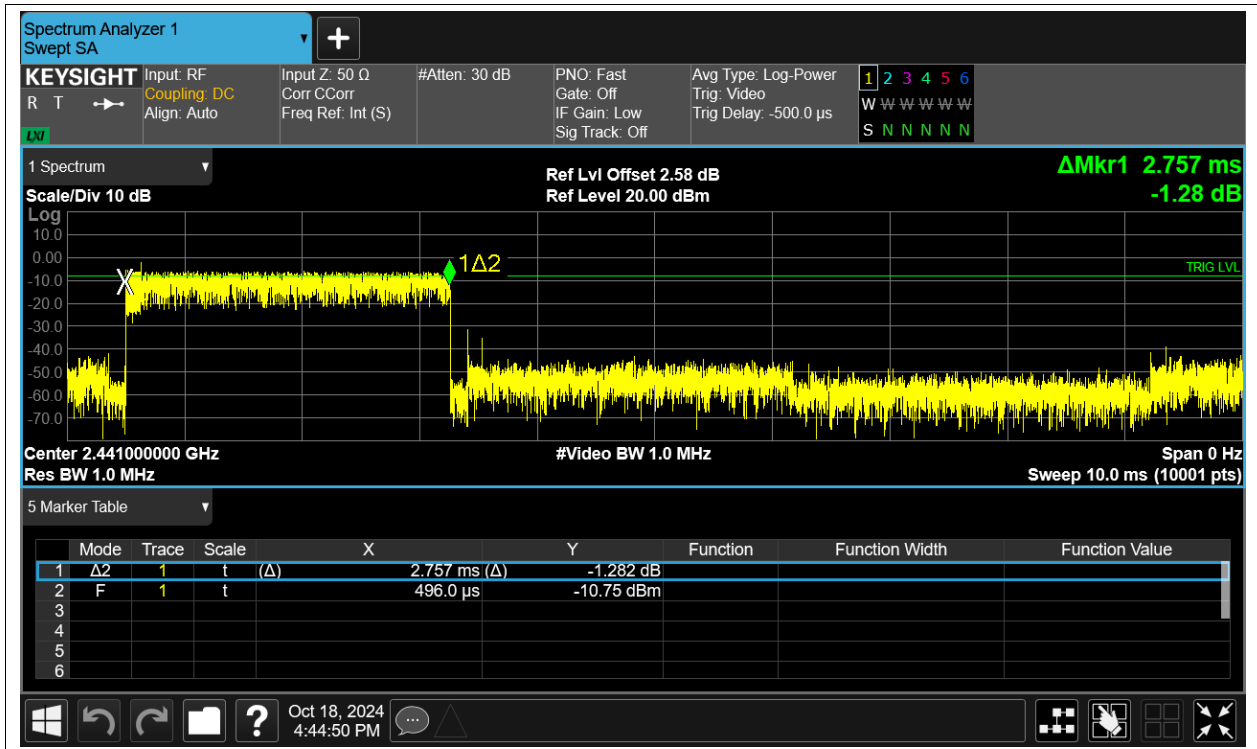 Spectrum Analyzer 1
Swept SA
KEYSIGHT
R T
LXI
Input: RF
Coupling: DC
Align: Auto
Input Z: 50 Ω
Corr CCorr
Freq Ref: Int (S)
#Atten: 30 dB
PNO: Fast
Gate: Off
IF Gain: Low
Sig Track: Off
Avg Type: Log-Power
Trig: Video
Trig Delay: -500.0 µs
1 2 3 4 5 6
W W W W W W
S N N N N N
1 Spectrum
Scale/Div 10 dB
Ref Lvl Offset 2.58 dB
Ref Level 20.00 dBm
ΔMkr1 2.757 ms
-1.28 dB
Log
10.0
0.00
-10.0
-20.0
-30.0
-40.0
-50.0
-60.0
-70.0
X
1Δ2
TRIG LVL
Center 2.441000000 GHz
#Video BW 1.0 MHz
Span 0 Hz
Res BW 1.0 MHz
Sweep 10.0 ms (10001 pts)
5 Marker Table
Mode Trace Scale X Y Function Function Width Function Value
1 Δ2 1 t (Δ) 2.757 ms (Δ) -1.282 dB
2 F 1 t 496.0 µs -10.75 dBm
3
4
5
6
?
Oct 18, 2024
4:44:50 PM